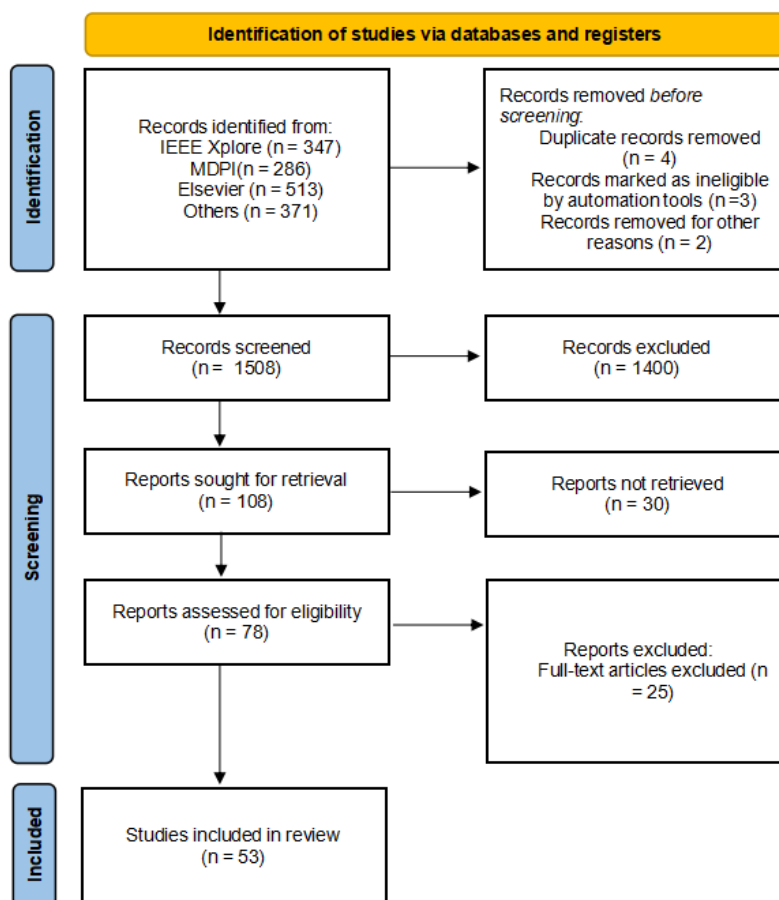 Identification of studies via databases and registers
Identification
Records identified from:
IEEE Xplore (n = 347)
MDPI(n = 286)
Elsevier (n = 513)
Others (n = 371)
Records removed before
screening:
Duplicate records removed
(n = 4)
Records marked as ineligible
by automation tools (n =3)
Records removed for other
reasons (n = 2)
Screening
Records screened
(n = 1508)
Records excluded
(n = 1400)
Reports sought for retrieval
(n = 108)
Reports not retrieved
(n = 30)
Reports assessed for eligibility
(n = 78)
Reports excluded:
Full-text articles excluded (n
= 25)
Included
Studies included in review
(n = 53)